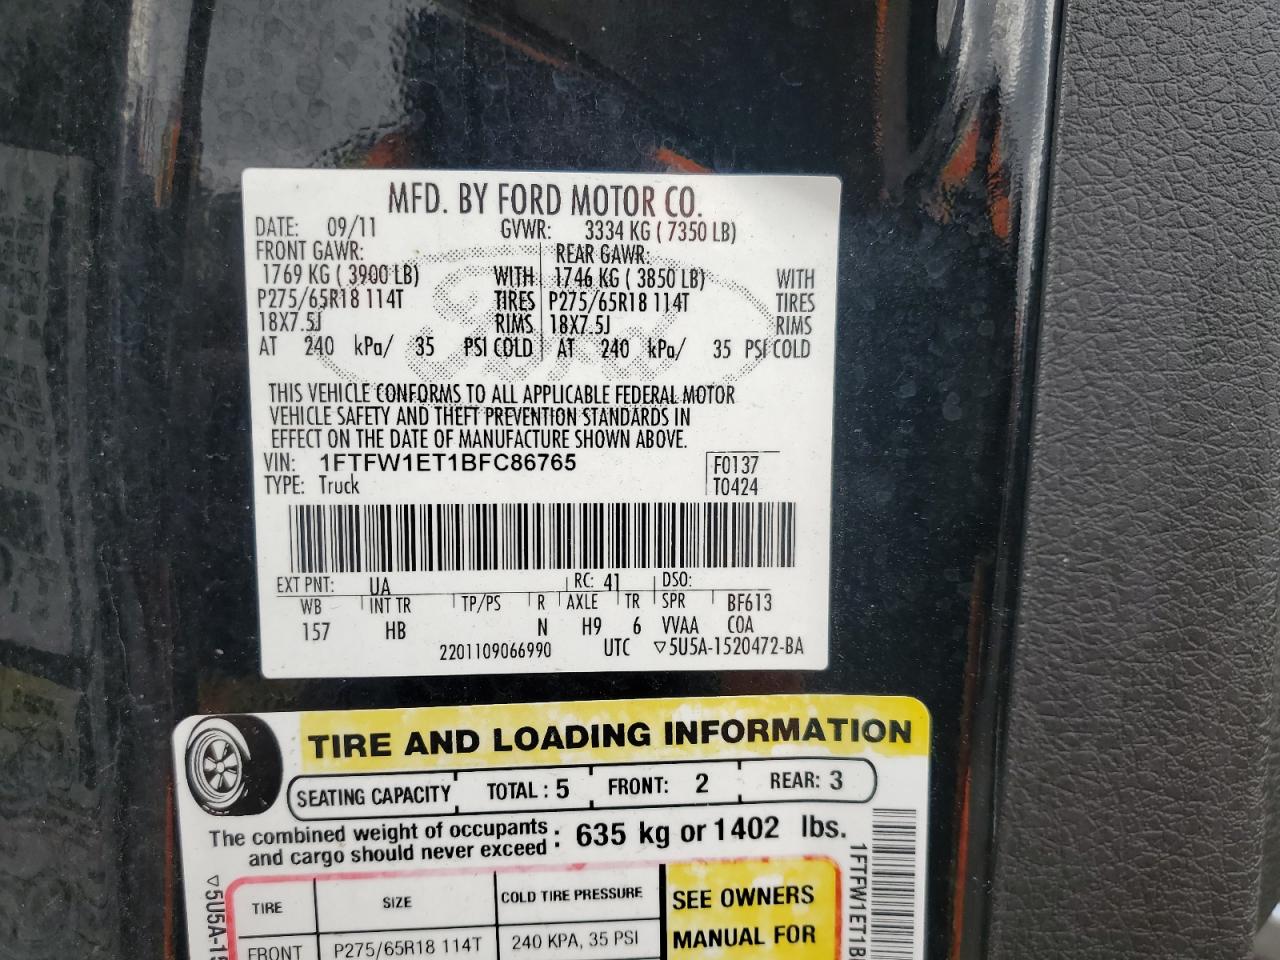 MFD. BY FORD MOTOR CO.
DATE: 09/11 GVWR: 3334 KG ( 7350 LB)
FRONT GAWR: REAR GAWR:
1769 KG ( 3900 LB) WITH 1746 KG ( 3850 LB) WITH
P275/65R18 114T TIRES P275/65R18 114T TIRES
18X7.5J RIMS 18X7.5J RIMS
AT 240 kPa/ 35 PSI COLD AT 240 kPa/ 35 PSI COLD
THIS VEHICLE CONFORMS TO ALL APPLICABLE FEDERAL MOTOR
VEHICLE SAFETY AND THEFT PREVENTION STANDARDS IN
EFFECT ON THE DATE OF MANUFACTURE SHOWN ABOVE.
VIN: 1FTFW1ET1BFC86765 F0137
TYPE: Truck T0424
EXT PNT: UA RC: 41 DSO:
WB INT TR TP/PS R AXLE TR SPR BF613
157 HB N H9 6 VVAA COA
2201109066990 UTC ▽5U5A-1520472-BA
TIRE AND LOADING INFORMATION
SEATING CAPACITY TOTAL : 5 FRONT: 2 REAR: 3
The combined weight of occupants
and cargo should never exceed : 635 kg or 1402 lbs.
TIRE SIZE COLD TIRE PRESSURE SEE OWNERS
FRONT P275/65R18 114T 240 KPA, 35 PSI MANUAL FOR
▽5U5A-15
1FTFW1ET1B